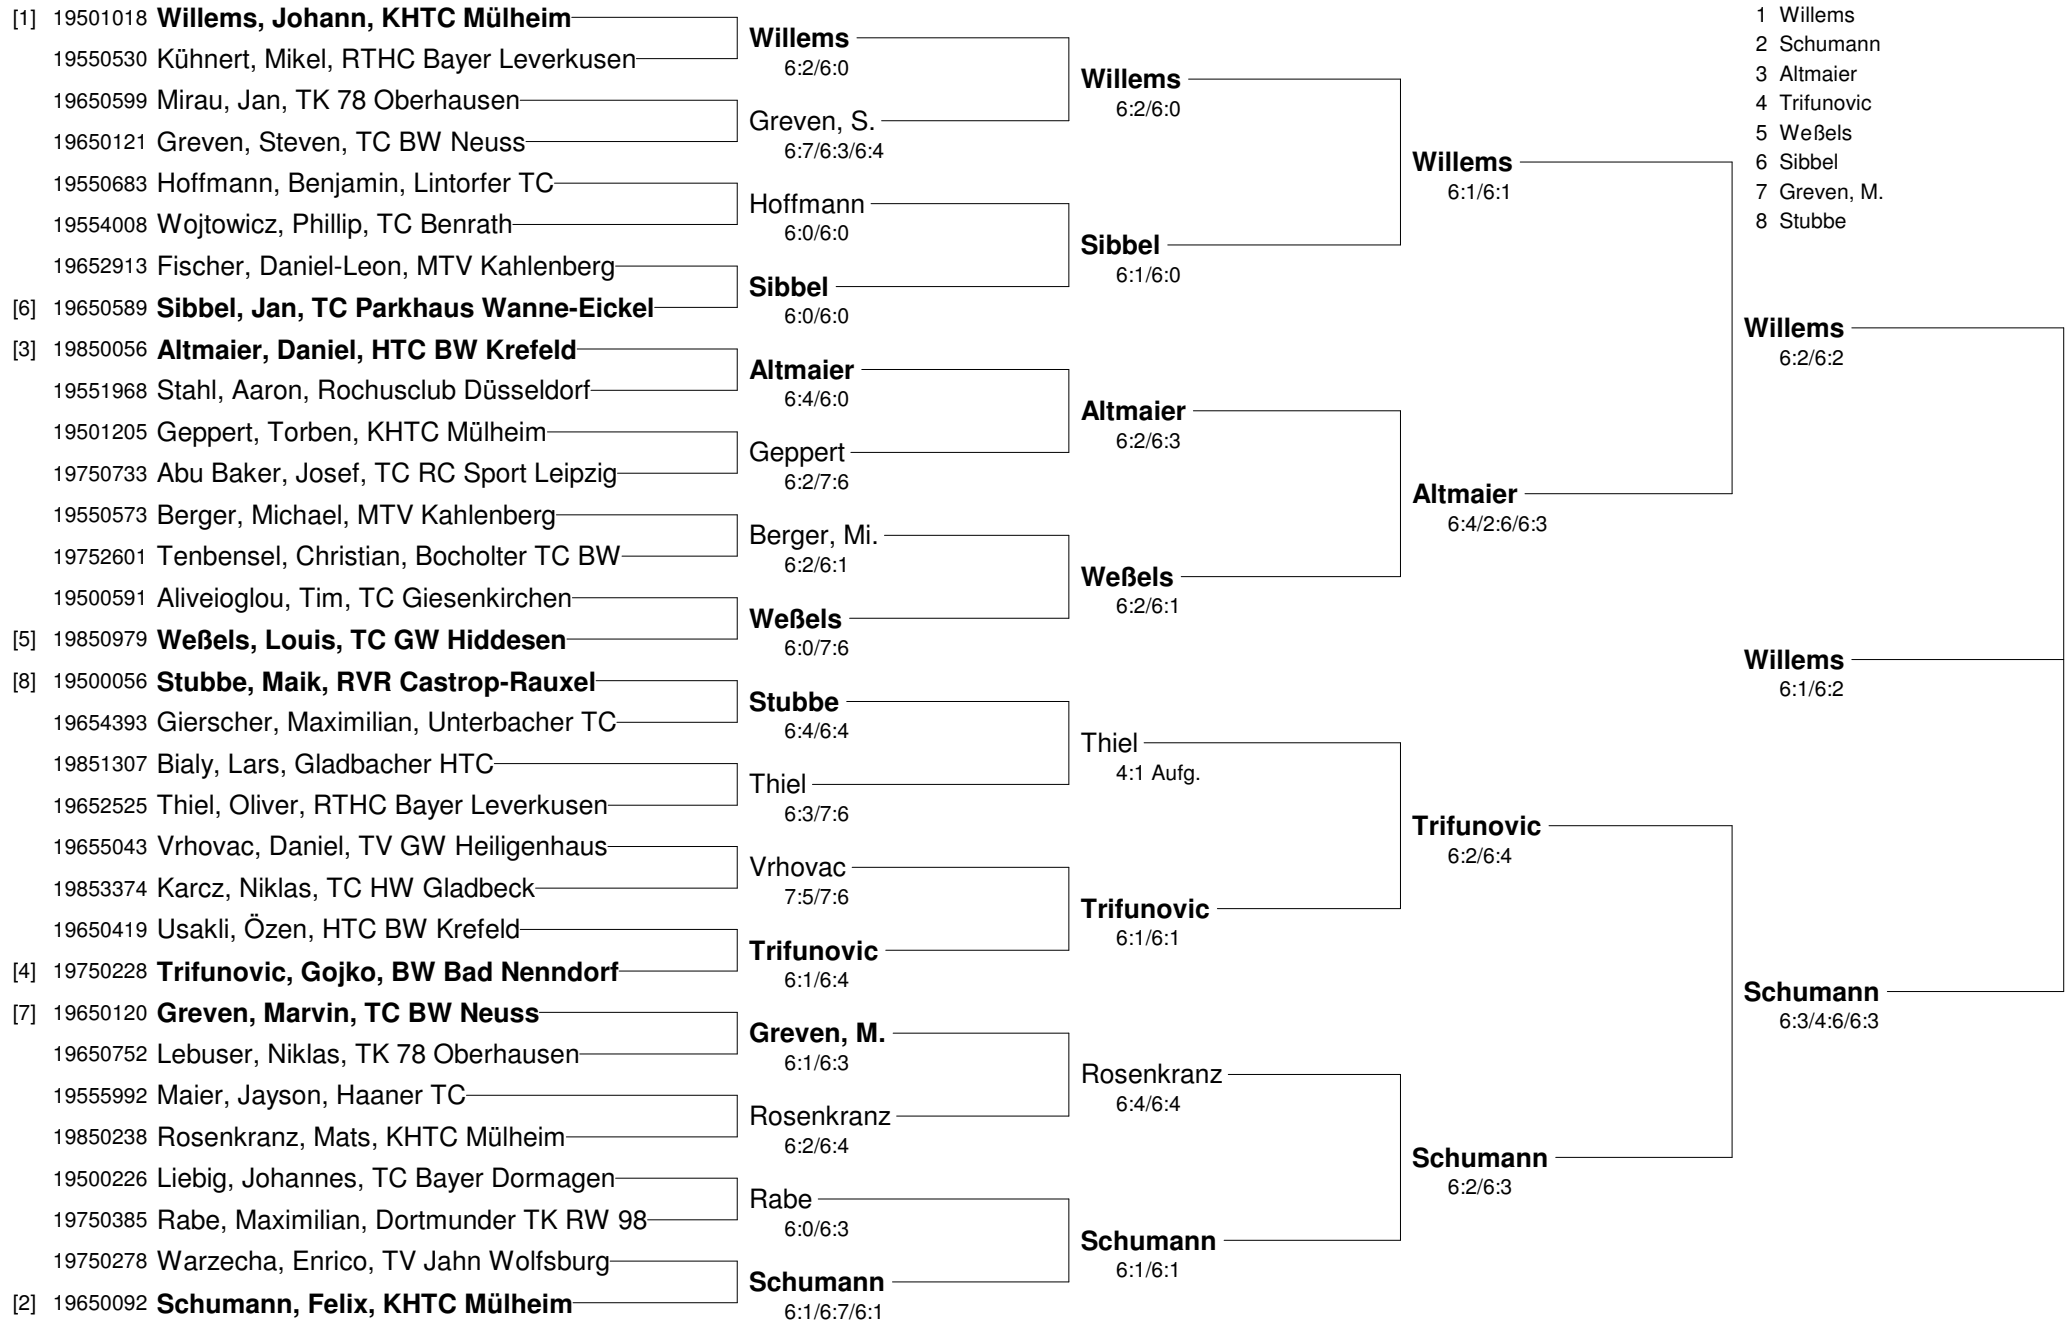 [1] 19501018 Willems, Johann, KHTC Mülheim
19550530 Kühnert, Mikel, RTHC Bayer Leverkusen
19650599 Mirau, Jan, TK 78 Oberhausen
19650121 Greven, Steven, TC BW Neuss
19550683 Hoffmann, Benjamin, Lintorfer TC
19554008 Wojtowicz, Phillip, TC Benrath
19652913 Fischer, Daniel-Leon, MTV Kahlenberg
[6] 19650589 Sibbel, Jan, TC Parkhaus Wanne-Eickel
[3] 19850056 Altmaier, Daniel, HTC BW Krefeld
19551968 Stahl, Aaron, Rochusclub Düsseldorf
19501205 Geppert, Torben, KHTC Mülheim
19750733 Abu Baker, Josef, TC RC Sport Leipzig
19550573 Berger, Michael, MTV Kahlenberg
19752601 Tenbensel, Christian, Bocholter TC BW
19500591 Aliveioglou, Tim, TC Giesenkirchen
[5] 19850979 Weßels, Louis, TC GW Hiddesen
[8] 19500056 Stubbe, Maik, RVR Castrop-Rauxel
19654393 Gierscher, Maximilian, Unterbacher TC
19851307 Bialy, Lars, Gladbacher HTC
19652525 Thiel, Oliver, RTHC Bayer Leverkusen
19655043 Vrhovac, Daniel, TV GW Heiligenhaus
19853374 Karcz, Niklas, TC HW Gladbeck
19650419 Usakli, Özen, HTC BW Krefeld
[4] 19750228 Trifunovic, Gojko, BW Bad Nenndorf
[7] 19650120 Greven, Marvin, TC BW Neuss
19650752 Lebuser, Niklas, TK 78 Oberhausen
19555992 Maier, Jayson, Haaner TC
19850238 Rosenkranz, Mats, KHTC Mülheim
19500226 Liebig, Johannes, TC Bayer Dormagen
19750385 Rabe, Maximilian, Dortmunder TK RW 98
19750278 Warzecha, Enrico, TV Jahn Wolfsburg
[2] 19650092 Schumann, Felix, KHTC Mülheim
Willems
6:2/6:0
Greven, S.
6:7/6:3/6:4
Hoffmann
6:0/6:0
Sibbel
6:0/6:0
Altmaier
6:4/6:0
Geppert
6:2/7:6
Berger, Mi.
6:2/6:1
Weßels
6:0/7:6
Stubbe
6:4/6:4
Thiel
6:3/7:6
Vrhovac
7:5/7:6
Trifunovic
6:1/6:4
Greven, M.
6:1/6:3
Rosenkranz
6:2/6:4
Rabe
6:0/6:3
Schumann
6:1/6:7/6:1
Willems
6:2/6:0
Sibbel
6:1/6:0
Altmaier
6:2/6:3
Weßels
6:2/6:1
Thiel
4:1 Aufg.
Trifunovic
6:1/6:1
Rosenkranz
6:4/6:4
Schumann
6:1/6:1
Willems
6:1/6:1
Altmaier
6:4/2:6/6:3
Trifunovic
6:2/6:4
Schumann
6:2/6:3
1 Willems
2 Schumann
3 Altmaier
4 Trifunovic
5 Weßels
6 Sibbel
7 Greven, M.
8 Stubbe
Willems
6:2/6:2
Willems
6:1/6:2
Schumann
6:3/4:6/6:3